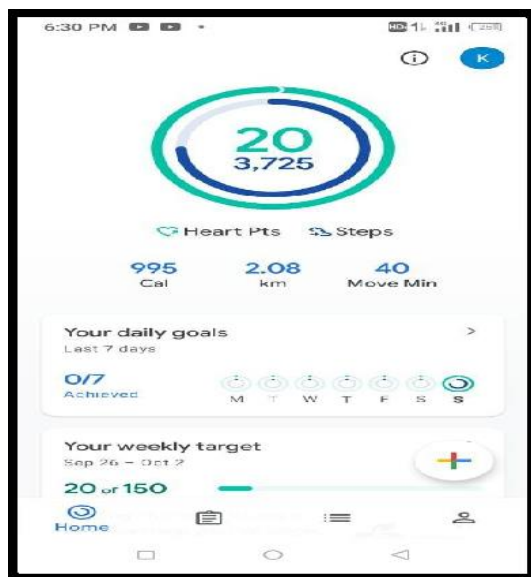 6:30 PM
K
20
3,725
Heart Pts Steps
995 2.08 40
Cal km Move Min
Your daily goals
Last 7 days
0/7
Achieved
M T W T F S S
Your weekly target
Sep 26 – Oct 2
20 of 150
Home